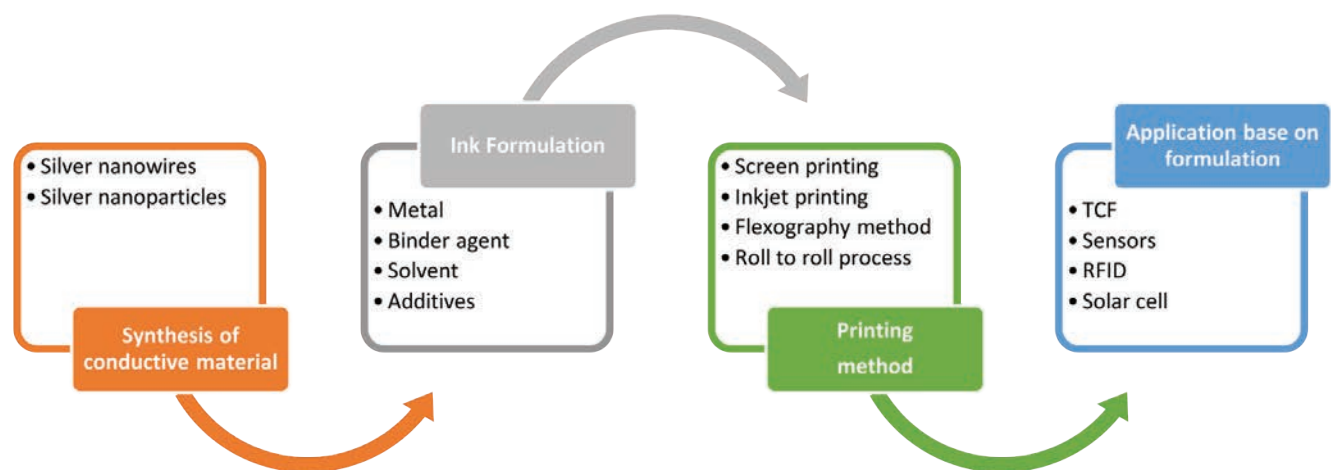 • Silver nanowires
• Silver nanoparticles
Synthesis of
conductive material
Ink Formulation
• Metal
• Binder agent
• Solvent
• Additives
• Screen printing
• Inkjet printing
• Flexography method
• Roll to roll process
Printing
method
Application base on
formulation
• TCF
• Sensors
• RFID
• Solar cell